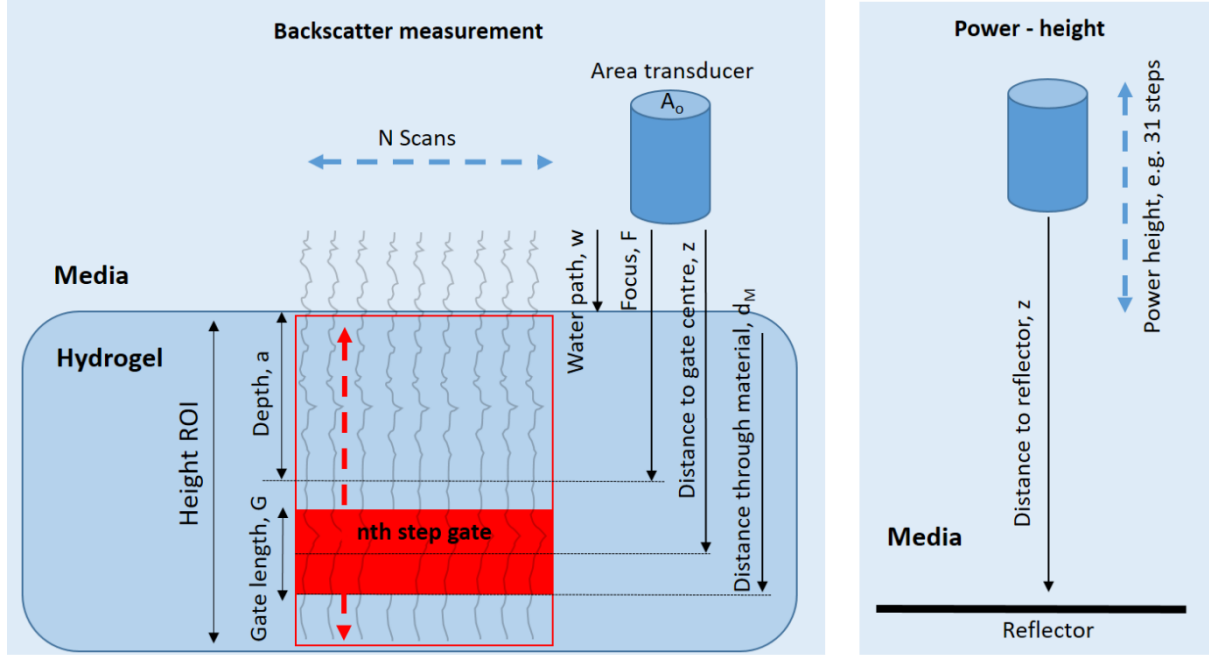 Backscatter measurement
Area transducer
A₀
N Scans
Media
Hydrogel
Height ROI
Depth, a
Gate length, G
nth step gate
Water path, w
Focus, F
Distance to gate centre, z
Distance through material, d_M
Power - height
Power height, e.g. 31 steps
Distance to reflector, z
Media
Reflector